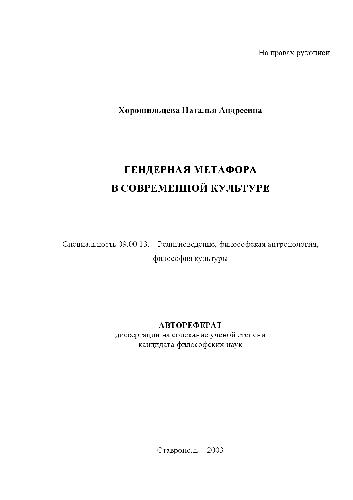 На правах рукописи
Хорошильцева Наталья Андреевна
ГЕНДЕРНАЯ МЕТАФОРА
В СОВРЕМЕННОЙ КУЛЬТУРЕ
Специальность 09.00.13. – Религиоведение, философская антропология,
философия культуры
АВТОРЕФЕРАТ
диссертации на соискание ученой степени
кандидата философских наук
Ставрополь – 2003